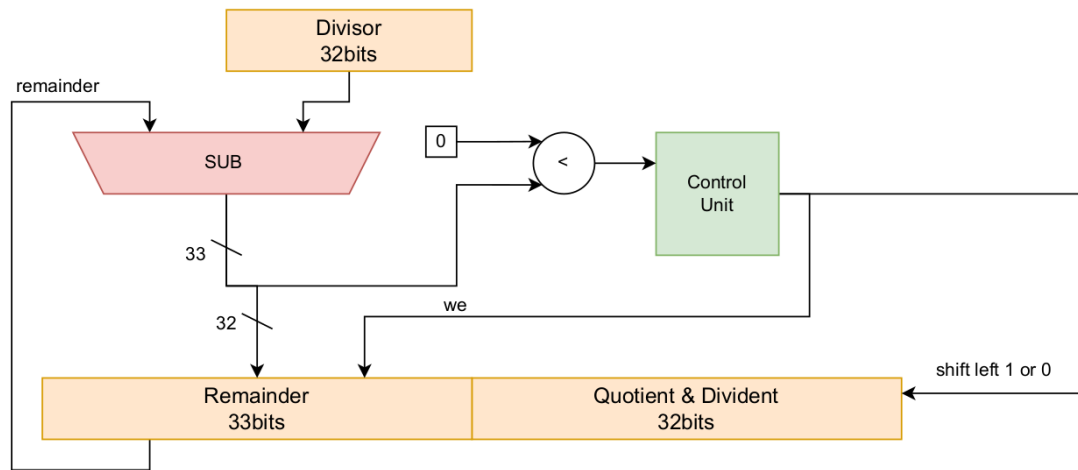 Divisor
32bits
remainder
SUB
0
<
Control
Unit
33
32
we
shift left 1 or 0
Remainder
33bits
Quotient & Divident
32bits